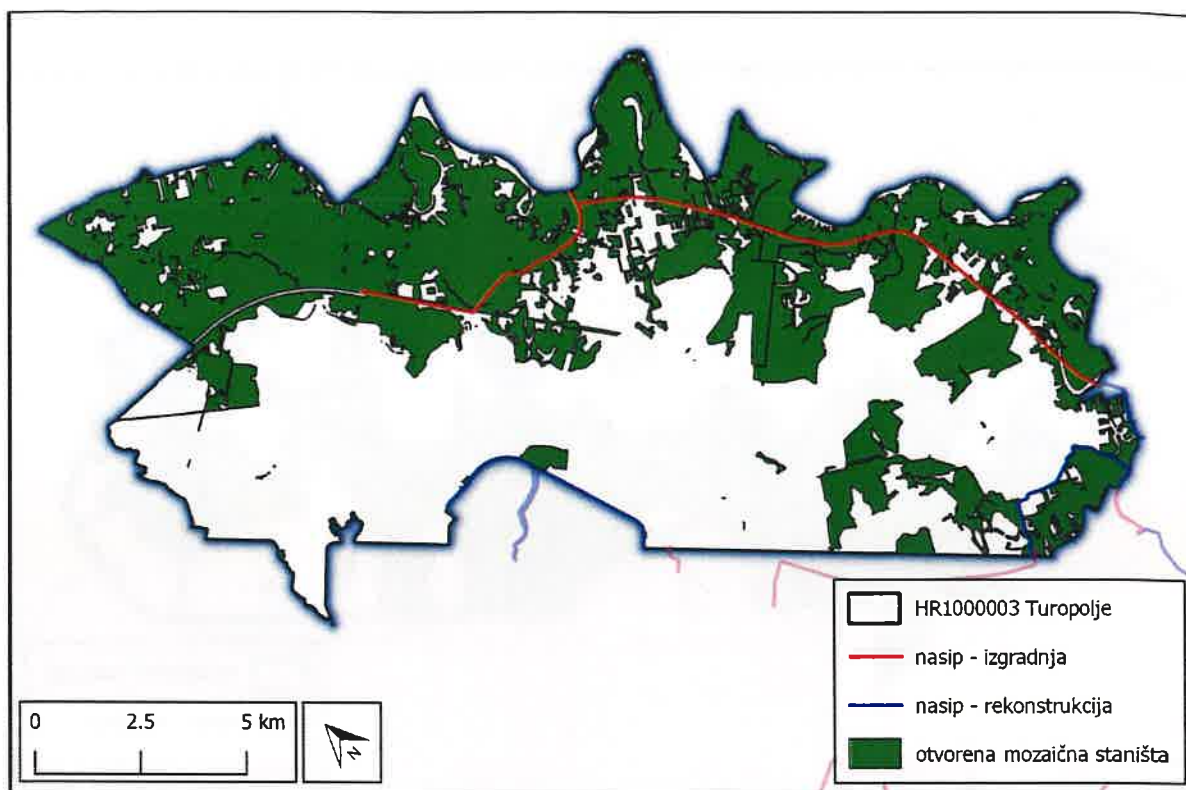 HR1000003 Turopolje
nasip - izgradnja
nasip - rekonstrukcija
otvorena mozaična staništa
0 2.5 5 km
N